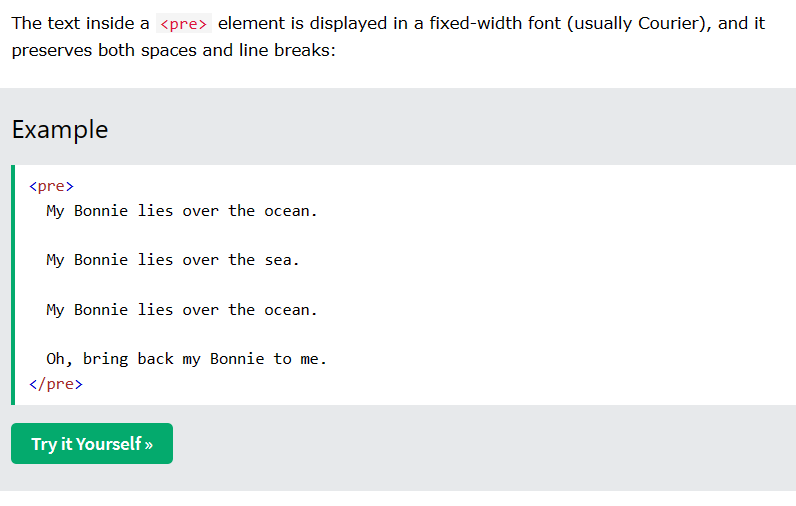 The text inside a <pre> element is displayed in a fixed-width font (usually Courier), and it
preserves both spaces and line breaks:
Example
<pre>
My Bonnie lies over the ocean.
My Bonnie lies over the sea.
My Bonnie lies over the ocean.
Oh, bring back my Bonnie to me.
</pre>
Try it Yourself »